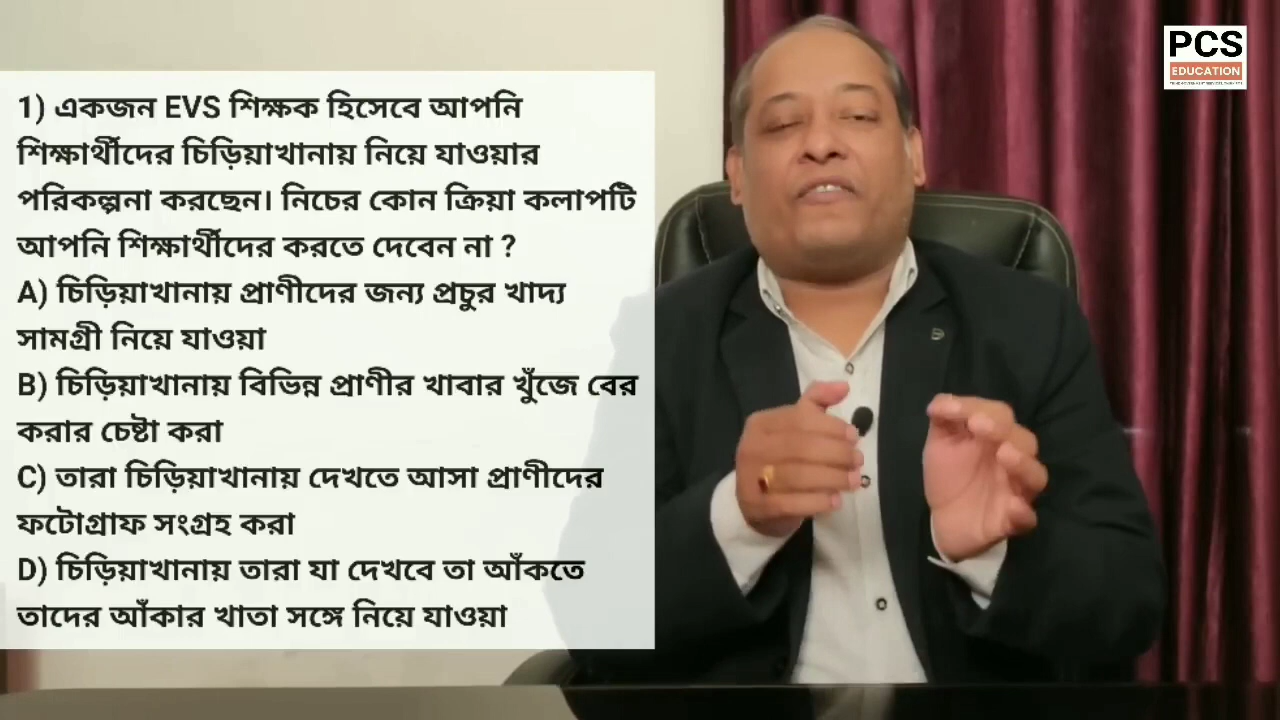 1) একজন EVS শিক্ষক হিসেবে আপনি
শিক্ষার্থীদের চিড়িয়াখানায় নিয়ে যাওয়ার
পরিকল্পনা করছেন। নিচের কোন ক্রিয়া কলাপটি
আপনি শিক্ষার্থীদের করতে দেবেন না ?
A) চিড়িয়াখানায় প্রাণীদের জন্য প্রচুর খাদ্য
সামগ্রী নিয়ে যাওয়া
B) চিড়িয়াখানায় বিভিন্ন প্রাণীর খাবার খুঁজে বের
করার চেষ্টা করা
C) তারা চিড়িয়াখানায় দেখতে আসা প্রাণীদের
ফটোগ্রাফ সংগ্রহ করা
D) চিড়িয়াখানায় তারা যা দেখবে তা আঁকতে
তাদের আঁকার খাতা সঙ্গে নিয়ে যাওয়া
PCS
EDUCATION